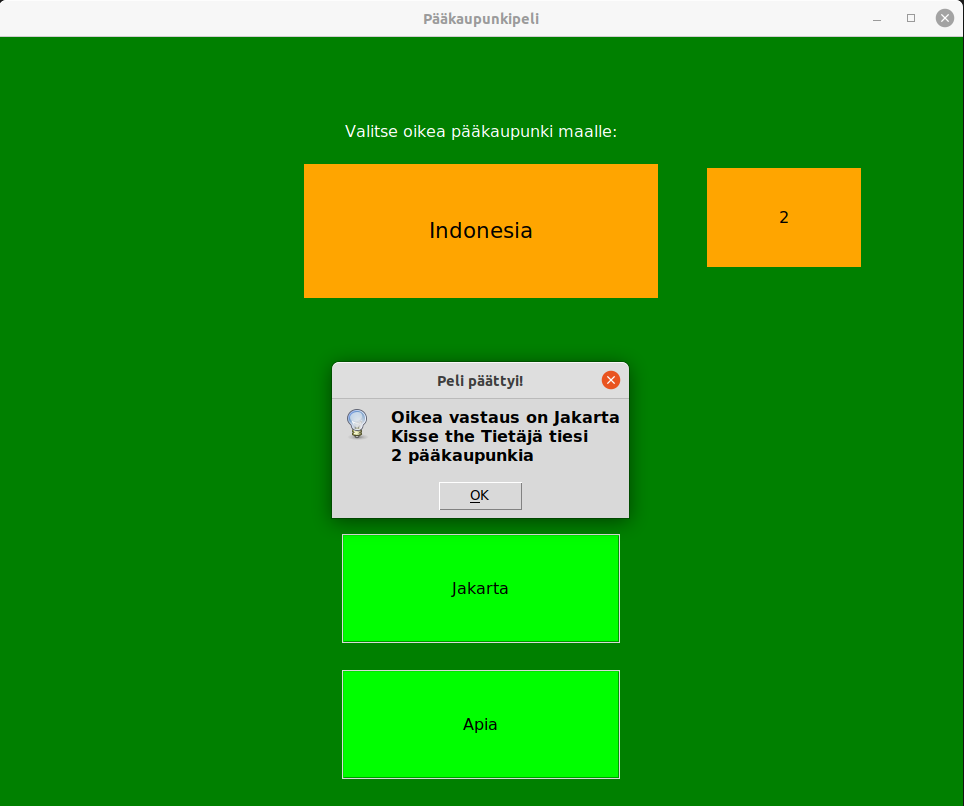 Pääkaupunkipeli
Valitse oikea pääkaupunki maalle:
Indonesia
2
Peli päättyi!
Oikea vastaus on Jakarta
Kisse the Tietäjä tiesi
2 pääkaupunkia
OK
Jakarta
Apia